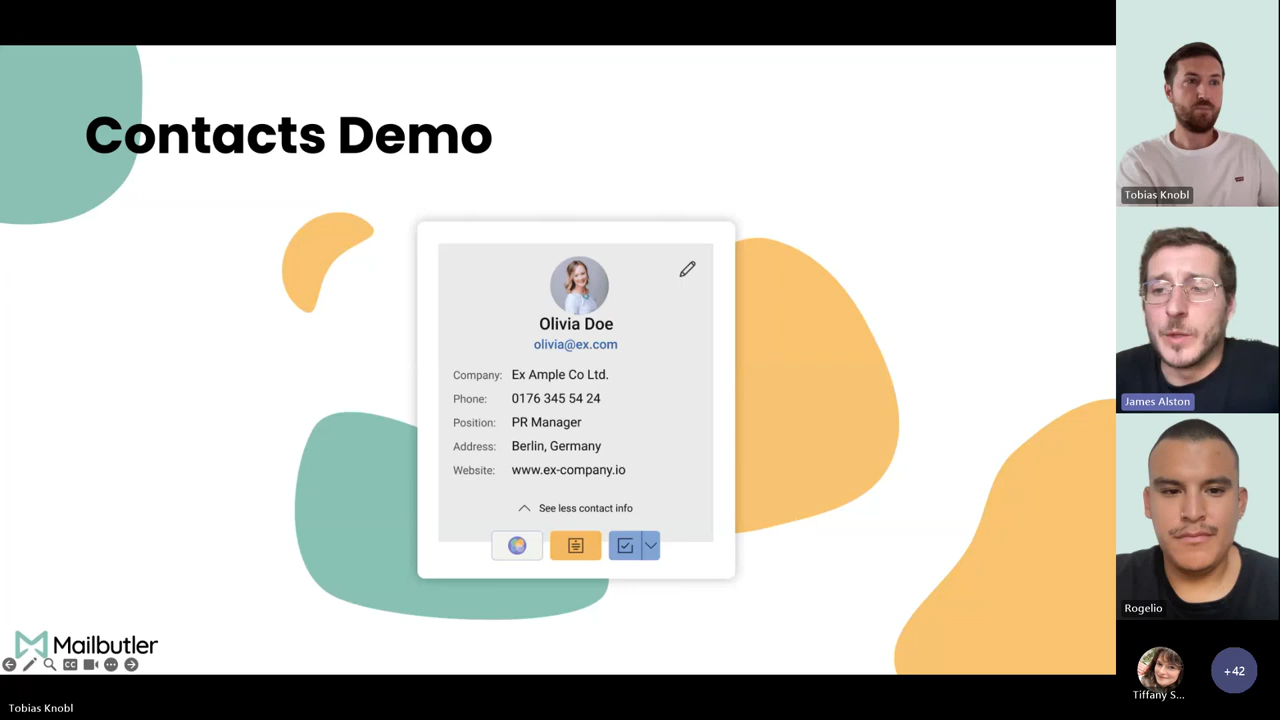 Contacts Demo
Olivia Doe
olivia@ex.com
Company: Ex Ample Co Ltd.
Phone: 0176 345 54 24
Position: PR Manager
Address: Berlin, Germany
Website: www.ex-company.io
See less contact info
Mailbutler
CC
Tobias Knobl
Tobias Knobl
James Alston
Rogelio
Tiffany S...
+42